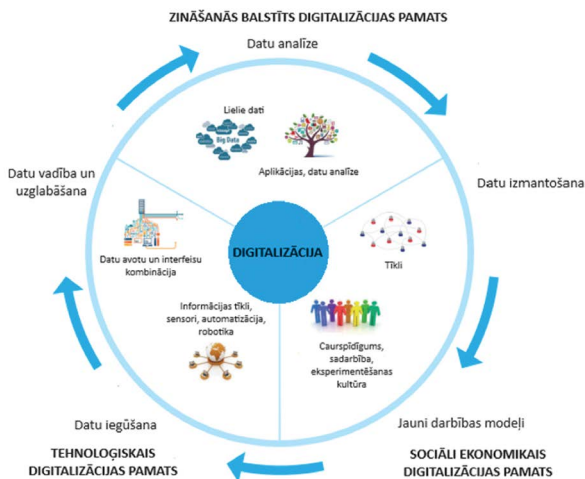 ZINĀŠANĀS BALSTĪTS DIGITALIZĀCIJAS PAMATS
Datu analīze
Lielie dati
Big Data
Aplikācijas, datu analīze
Datu vadība un
uzglabāšana
Datu izmantošana
Datu avotu un interfeisu
kombinācija
DIGITALIZĀCIJA
Tīkli
Informācijas tīkli,
sensori, automatizācija,
robotika
Caurspīdīgums,
sadarbība,
eksperimentēšanas
kultūra
Datu iegūšana
Jauni darbības modeļi
TEHNOLOĢISKAIS
DIGITALIZĀCIJAS PAMATS
SOCIĀLI EKONOMIKAIS
DIGITALIZĀCIJAS PAMATS